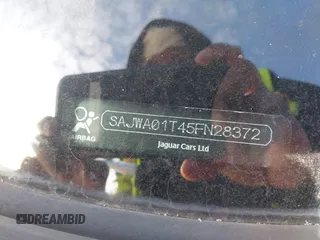 SAJWA01T45FN28372
AIRBAG
Jaguar Cars Ltd
DREAMBID